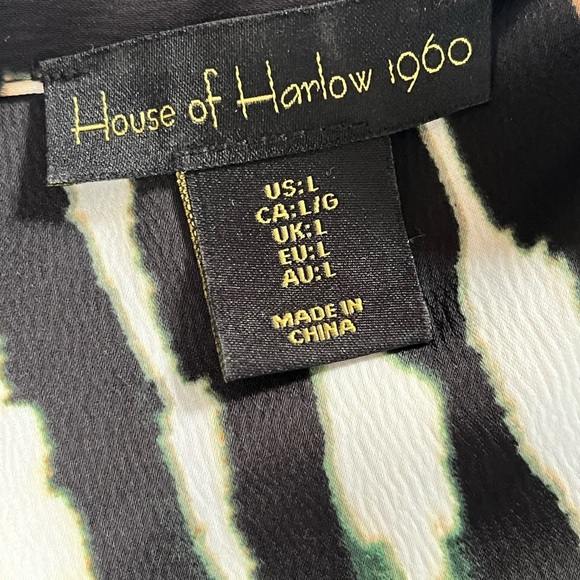 House of Harlow 1960
US:L
CA:L/G
UK:L
EU:L
AU:L
MADE IN
CHINA